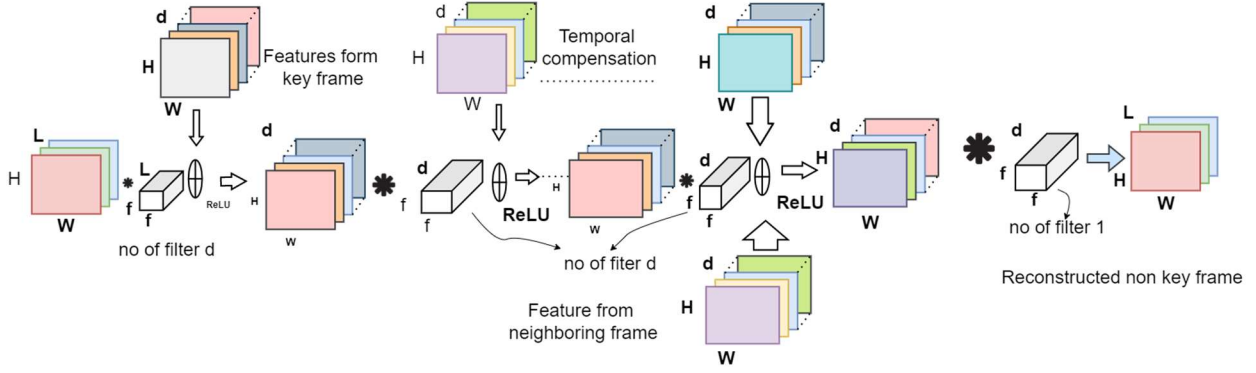 d
H
W
Features form
key frame
d
H
W
Temporal
compensation
d
H
W
L
H
W
L
f
f
ReLU
no of filter d
d
H
w
d
f
f
ReLU
H
w
d
f
f
no of fiter d
ReLU
d
H
W
d
f
f
no of filter 1
L
H
W
Reconstructed non key frame
Feature from
neighboring frame
d
H
W